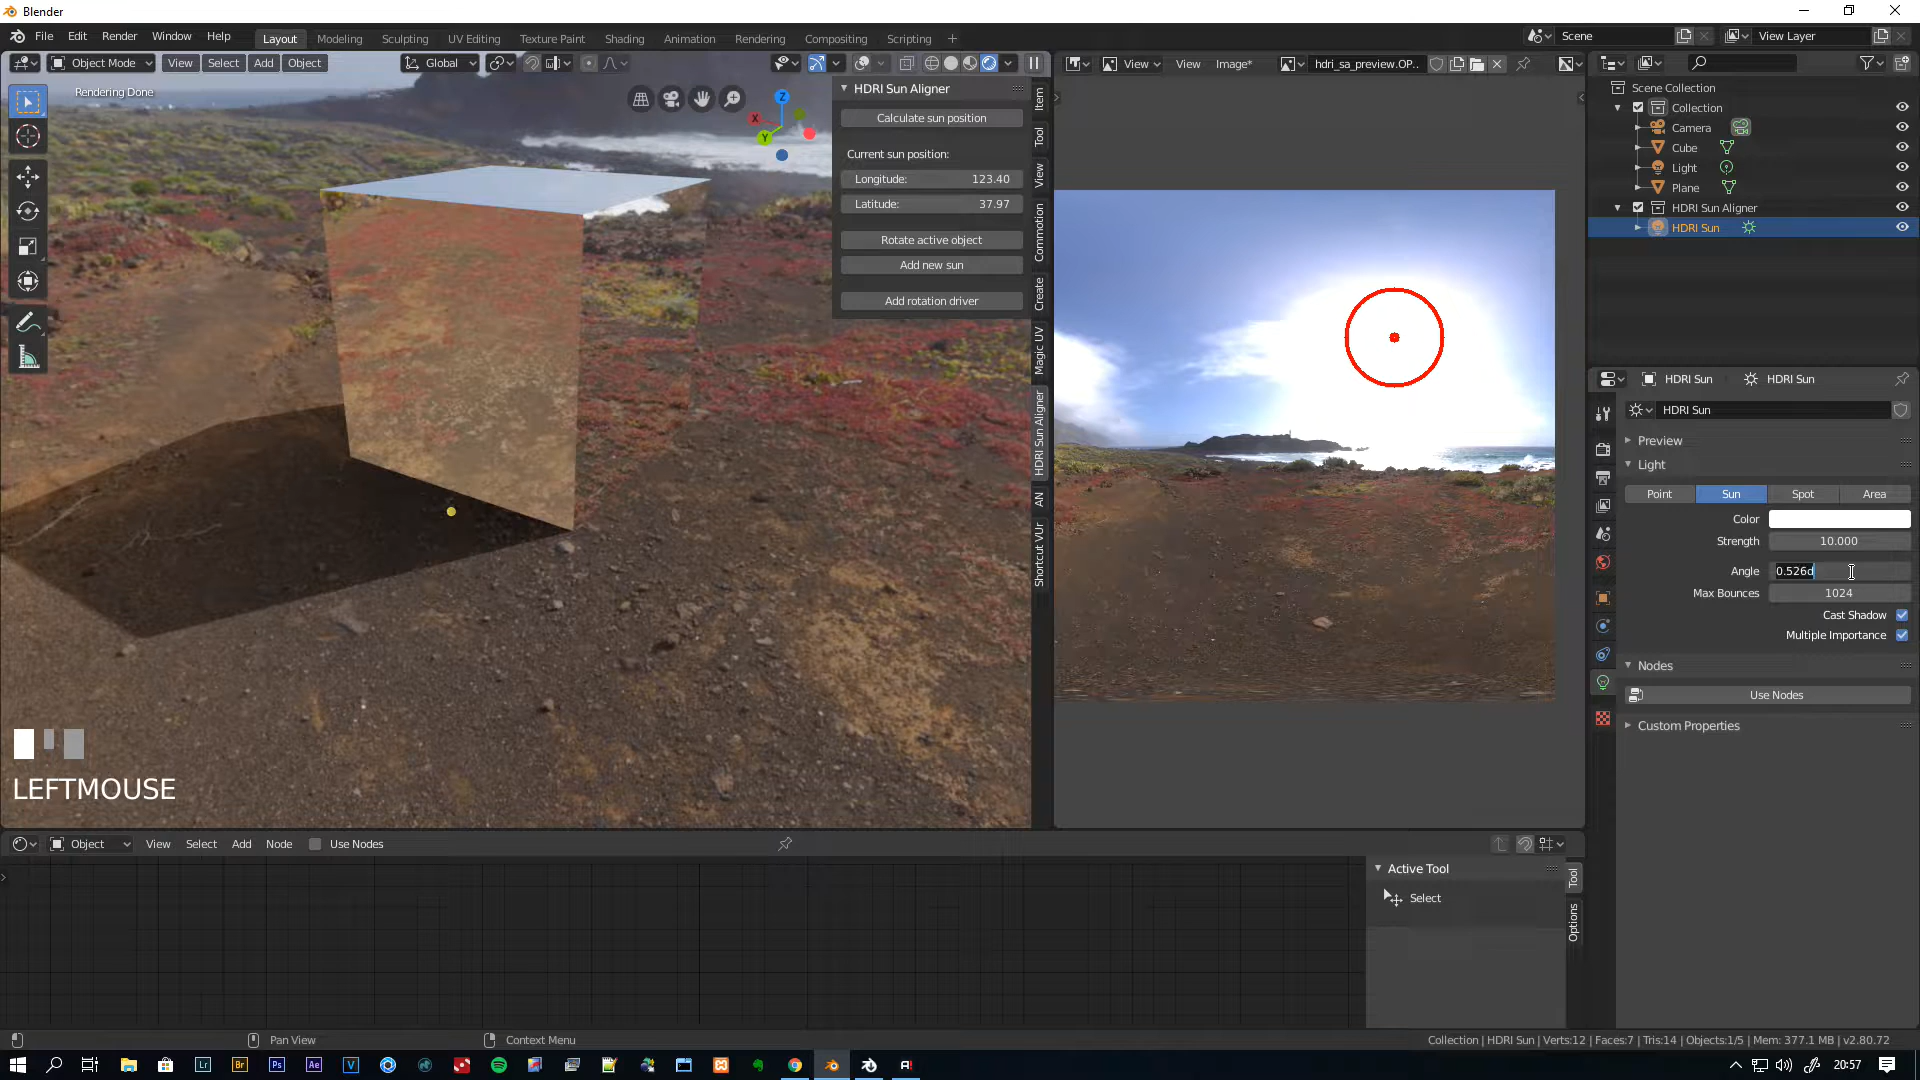 Blender
File Edit Render Window Help Layout Modeling Sculpting UV Editing Texture Paint Shading Animation Rendering Compositing Scripting + Scene View Layer
Object Mode View Select Add Object Global
View View Image* hdri_sa_preview.OP...
Rendering Done
X
Y
Z
HDRI Sun Aligner
Calculate sun position
Current sun position:
Longitude: 123.40
Latitude: 37.97
Rotate active object
Add new sun
Add rotation driver
Item
Tool
View
Commotion
Create
Magic UV
HDRI Sun Aligner
AN
Shortcut VUr
Scene Collection
Collection
Camera
Cube
Light
Plane
HDRI Sun Aligner
HDRI Sun
HDRI Sun HDRI Sun
HDRI Sun
Preview
Light
Point Sun Spot Area
Color
Strength 10.000
Angle 0.526d
Max Bounces 1024
Cast Shadow
Multiple Importance
Nodes
Use Nodes
Custom Properties
LEFTMOUSE
Object View Select Add Node Use Nodes
Active Tool
Select
Tool
Options
Pan View Context Menu Collection | HDRI Sun | Verts:12 | Faces:7 | Tris:14 | Objects:1/5 | Mem: 377.1 MB | v2.80.72
Lr Br Ps Ae V A! 20:57